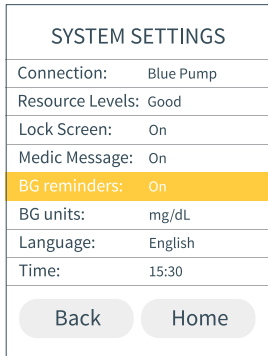 SYSTEM SETTINGS
Connection: Blue Pump
Resource Levels: Good
Lock Screen: On
Medic Message: On
BG reminders: On
BG units: mg/dL
Language: English
Time: 15:30
Back Home